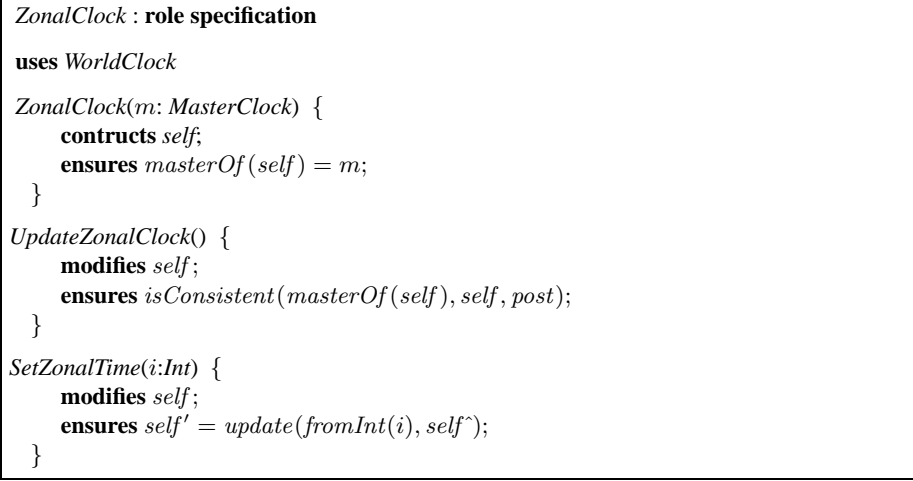 ZonalClock : role specification
uses WorldClock
ZonalClock(m: MasterClock) {
contructs self;
ensures masterOf(self) = m;
}
UpdateZonalClock() {
modifies self;
ensures isConsistent(masterOf(self), self, post);
}
SetZonalTime(i:Int) {
modifies self;
ensures self′ = update(fromInt(i), self^);
}